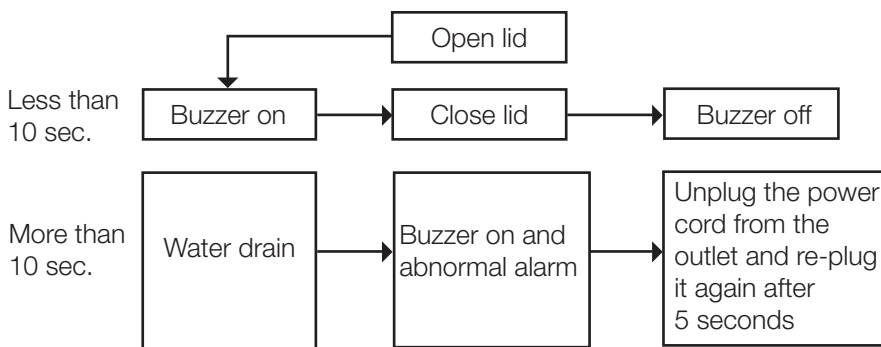 Open lid
Less than
10 sec.
Buzzer on
Close lid
Buzzer off
More than
10 sec.
Water drain
Buzzer on and
abnormal alarm
Unplug the power
cord from the
outlet and re-plug
it again after
5 seconds